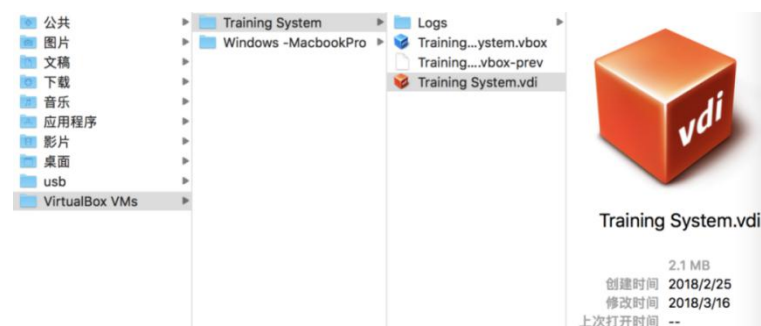 公共
图片
文稿
下载
音乐
应用程序
影片
桌面
usb
VirtualBox VMs
Training System
Windows -MacbookPro
Logs
Training...ystem.vbox
Training....vbox-prev
Training System.vdi
vdi
Training System.vdi
2.1 MB
创建时间 2018/2/25
修改时间 2018/3/16
上次打开时间 --